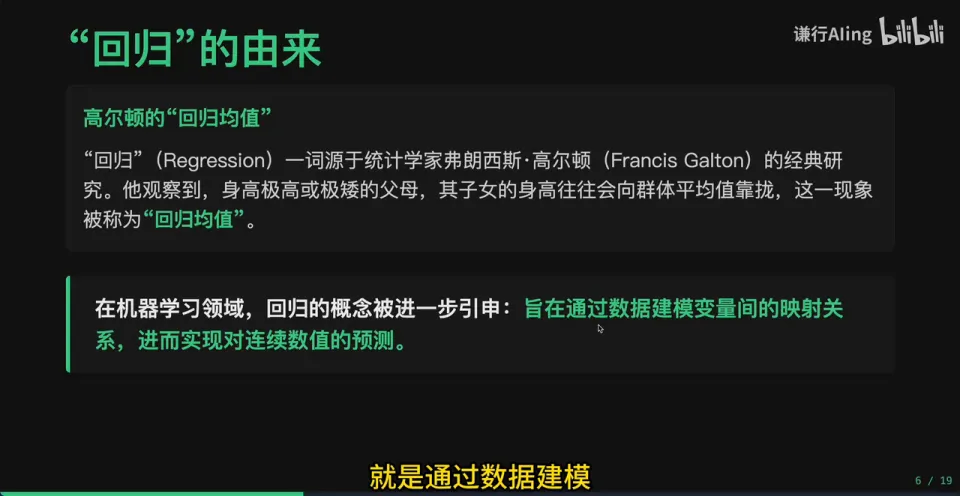 “回归”的由来
谦行AIing bilibili
高尔顿的“回归均值”
“回归”（Regression）一词源于统计学家弗朗西斯·高尔顿（Francis Galton）的经典研
究。他观察到，身高极高或极矮的父母，其子女的身高往往会向群体平均值靠拢，这一现象
被称为“回归均值”。
在机器学习领域，回归的概念被进一步引申：旨在通过数据建模变量间的映射关
系，进而实现对连续数值的预测。
就是通过数据建模
6 / 19